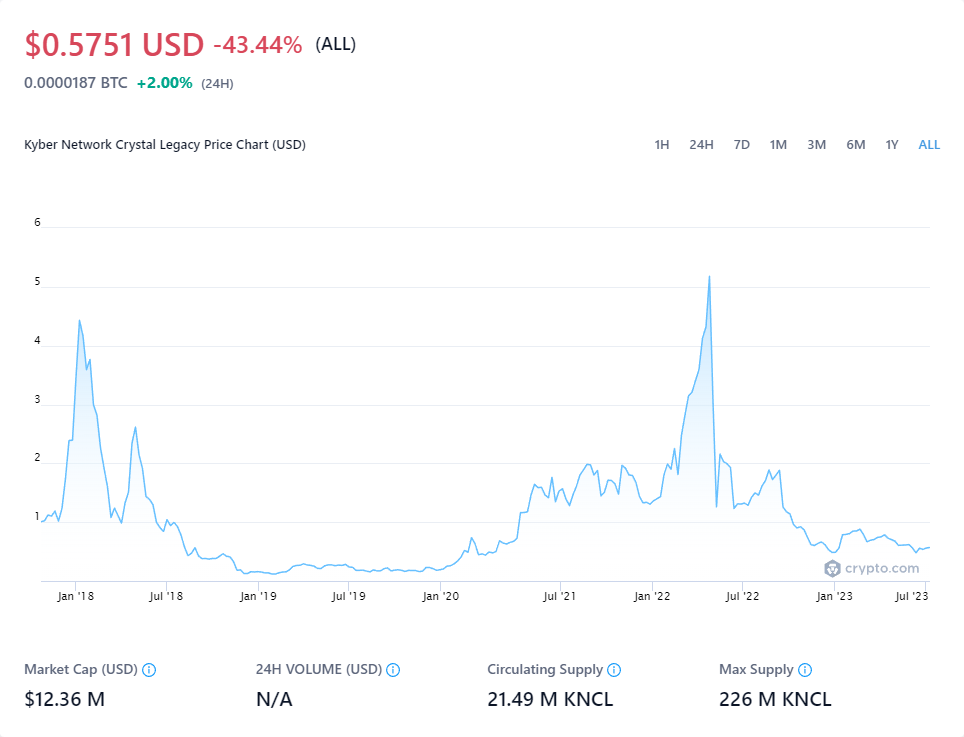 $0.5751 USD -43.44% (ALL)
0.0000187 BTC +2.00% (24H)
Kyber Network Crystal Legacy Price Chart (USD) 1H 24H 7D 1M 3M 6M 1Y ALL
6
5
4
3
2
1
crypto.com
Jan '18 Jul '18 Jan '19 Jul '19 Jan '20 Jul '21 Jan '22 Jul '22 Jan '23 Jul '23
Market Cap (USD) 24H VOLUME (USD) Circulating Supply Max Supply
$12.36 M N/A 21.49 M KNCL 226 M KNCL